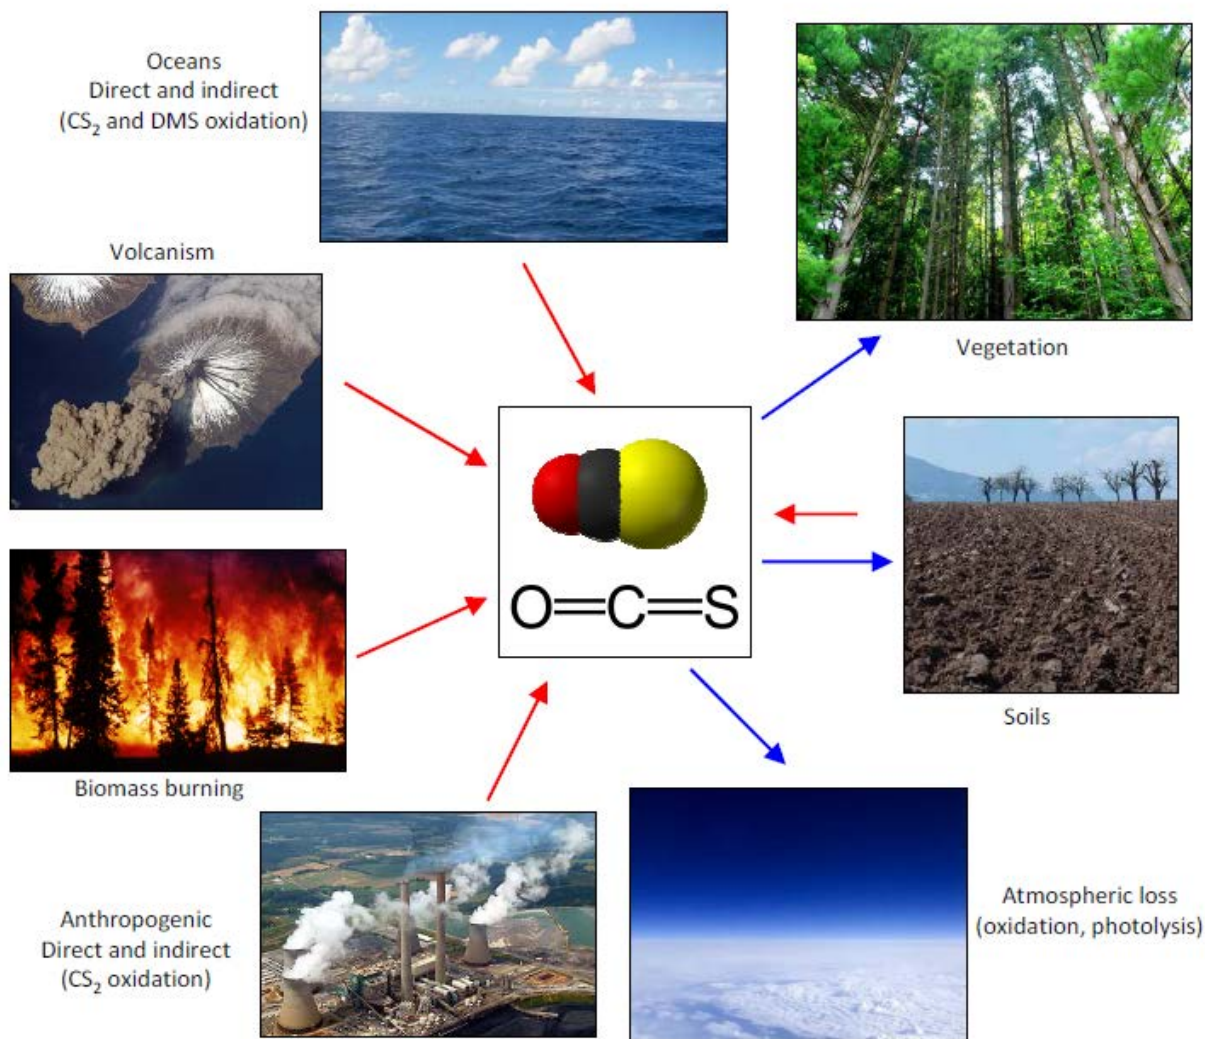 Oceans
Direct and indirect
(CS₂ and DMS oxidation)
Volcanism
Vegetation
O=C=S
Soils
Biomass burning
Anthropogenic
Direct and indirect
(CS₂ oxidation)
Atmospheric loss
(oxidation, photolysis)